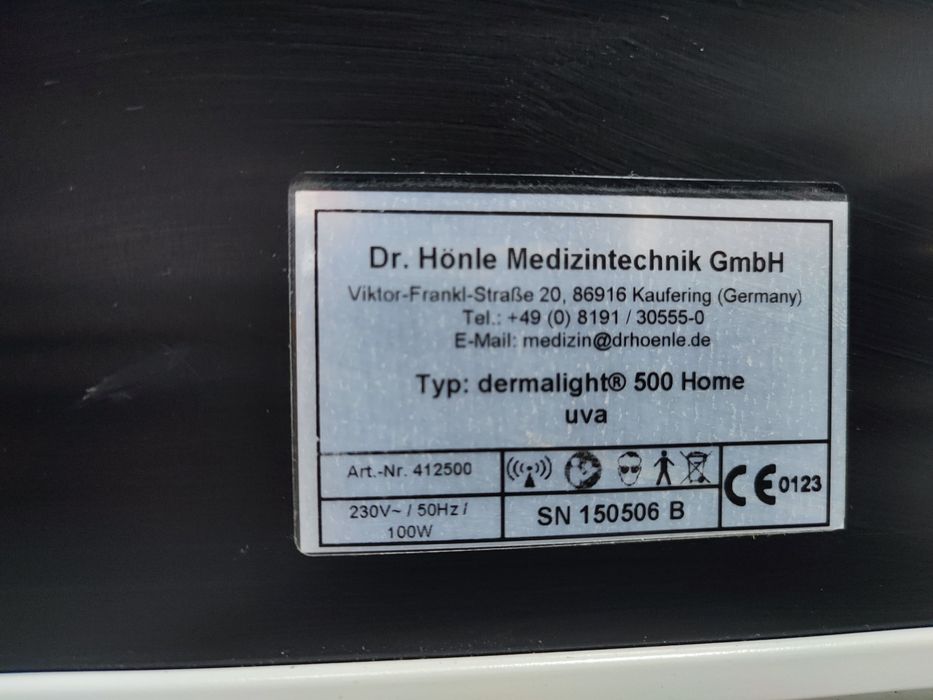 Dr. Hönle Medizintechnik GmbH
Viktor-Frankl-Straße 20, 86916 Kaufering (Germany)
Tel.: +49 (0) 8191 / 30555-0
E-Mail: medizin@drhoenle.de
Typ: dermalight® 500 Home
uva
Art.-Nr. 412500
230V~ / 50Hz /
100W
SN 150506 B
CE 0123